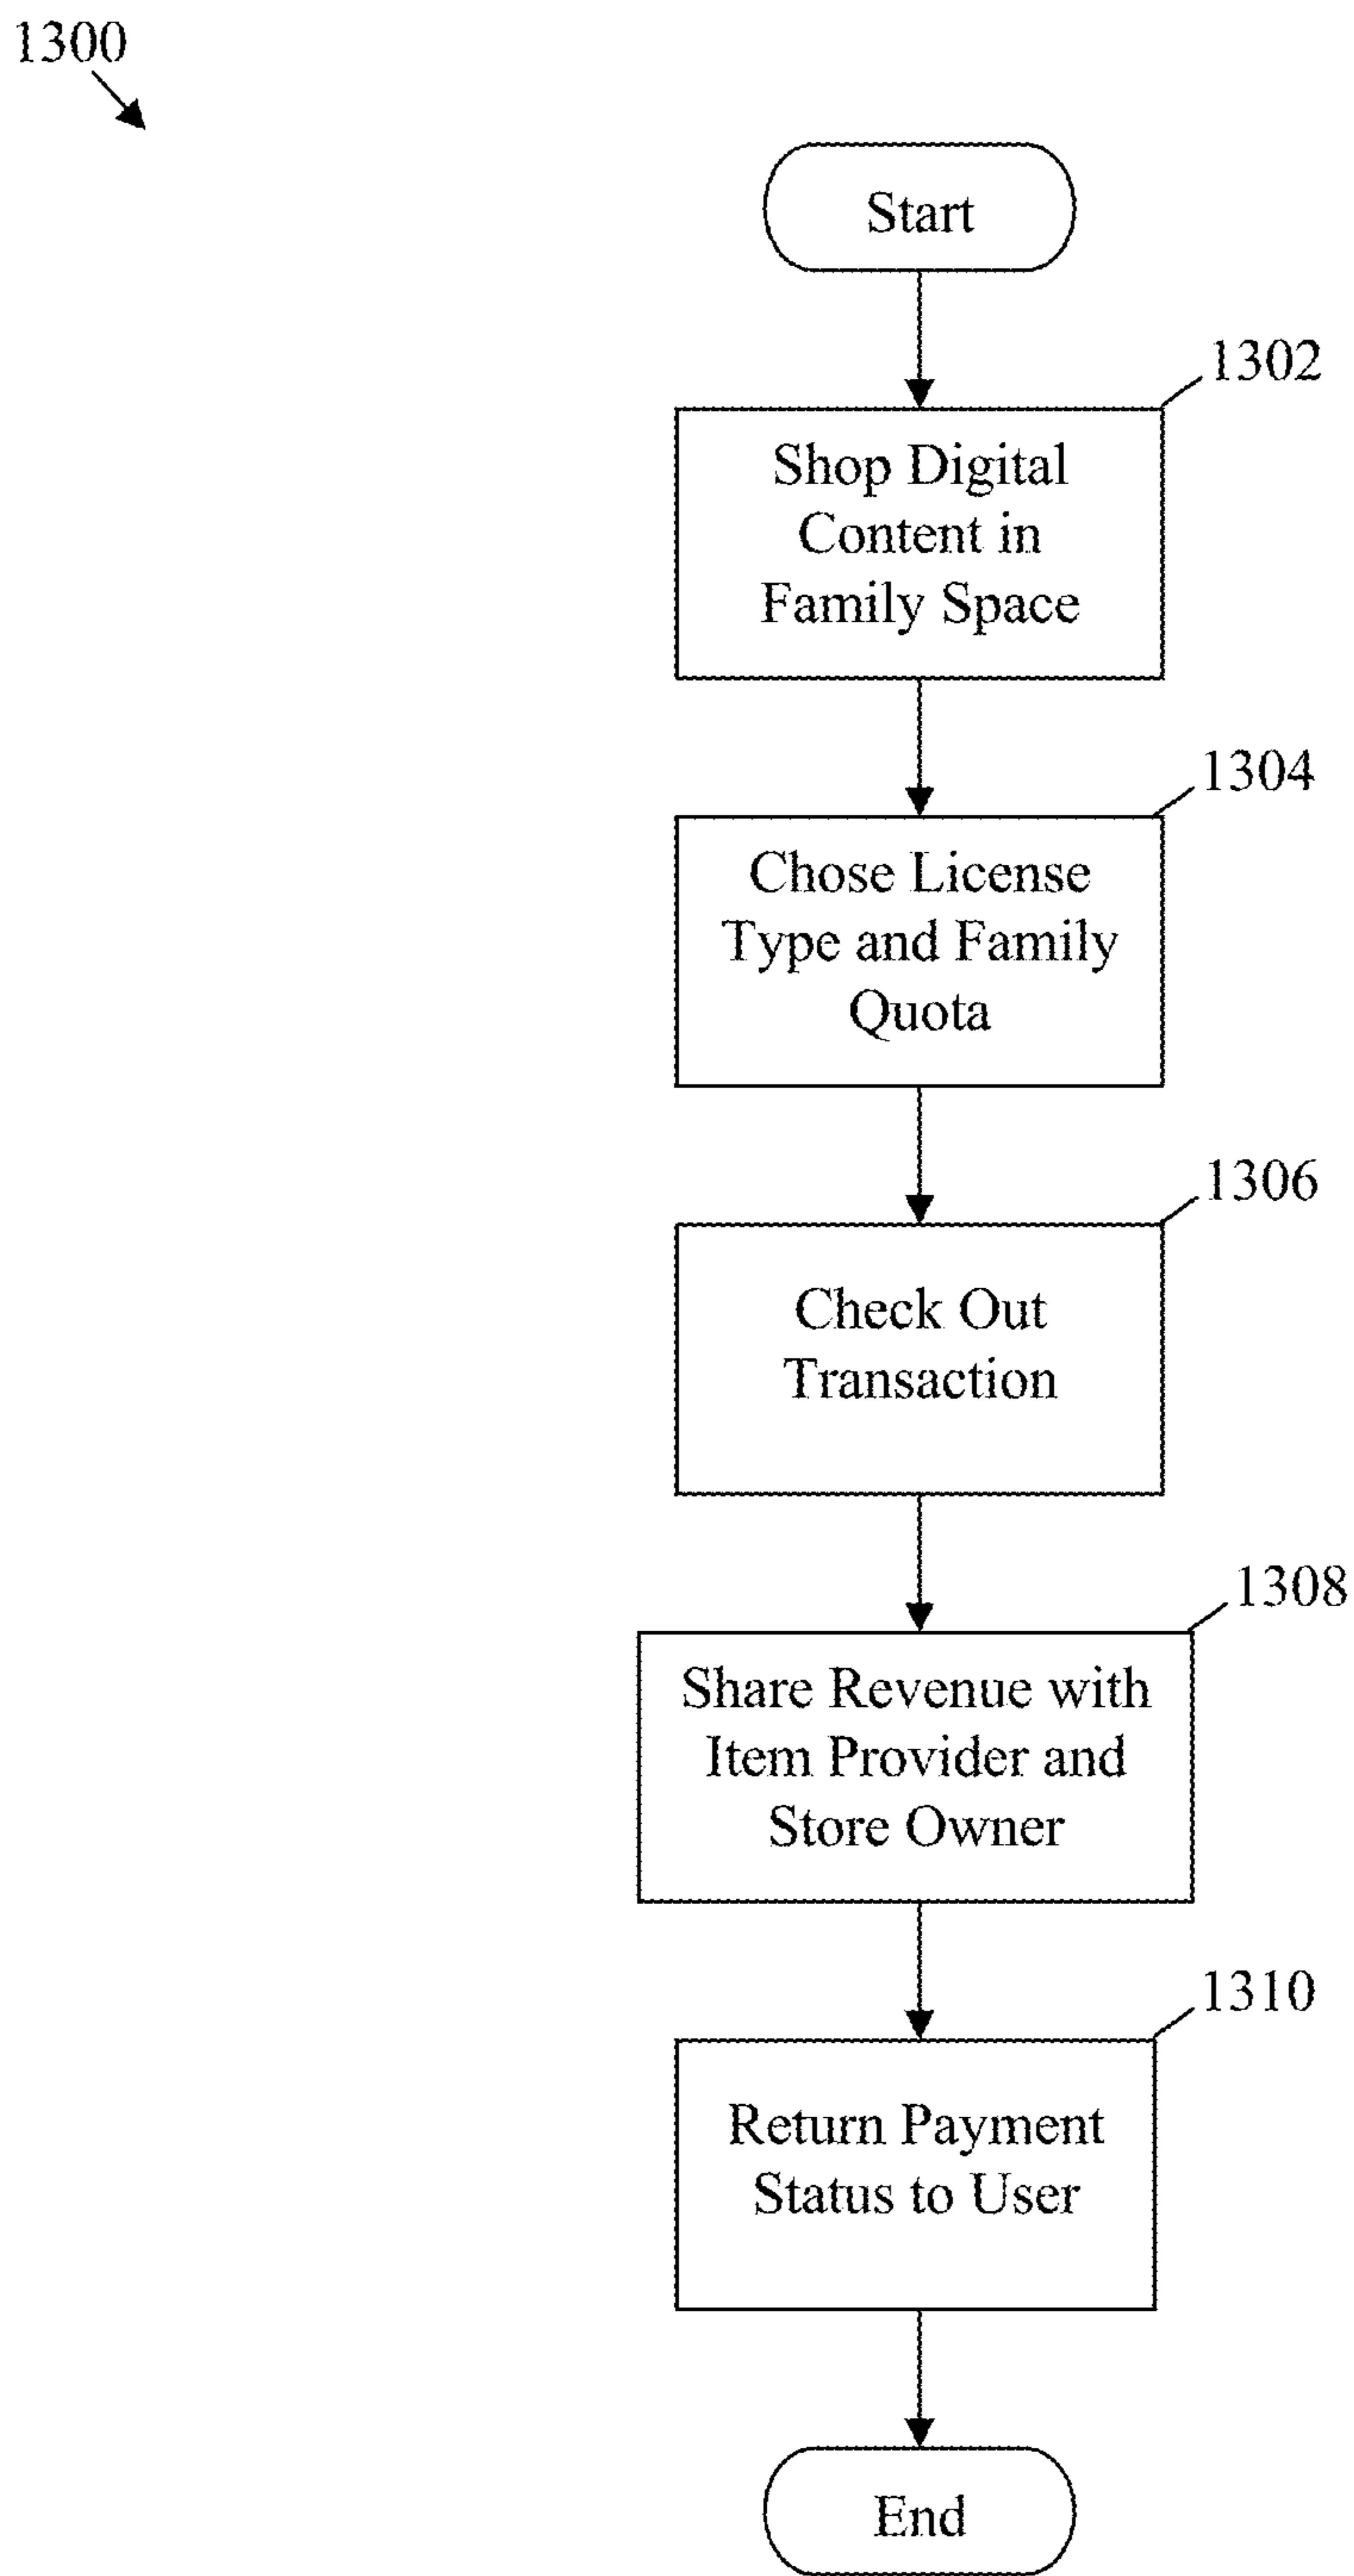 1300
Start
1302
Shop Digital
Content in
Family Space
1304
Chose License
Type and Family
Quota
1306
Check Out
Transaction
1308
Share Revenue with
Item Provider and
Store Owner
1310
Return Payment
Status to User
End